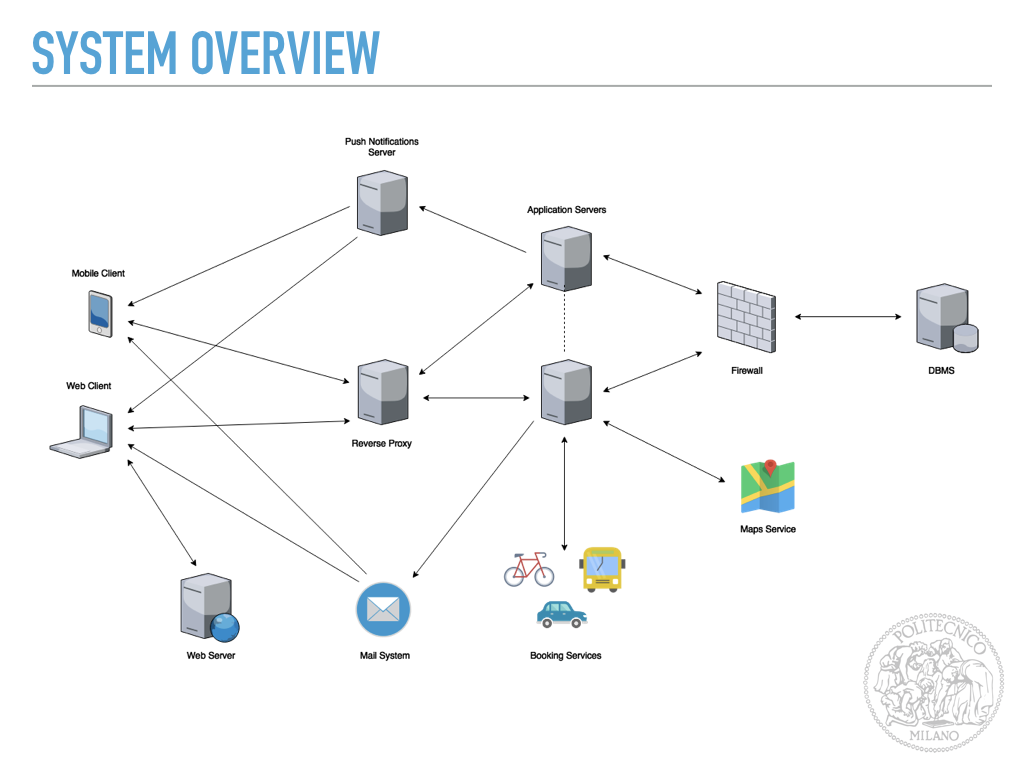 SYSTEM OVERVIEW
Push Notifications
Server
Application Servers
Mobile Client
Firewall
DBMS
Web Client
Reverse Proxy
Maps Service
Web Server
Mail System
Booking Services
POLITECNICO
MILANO